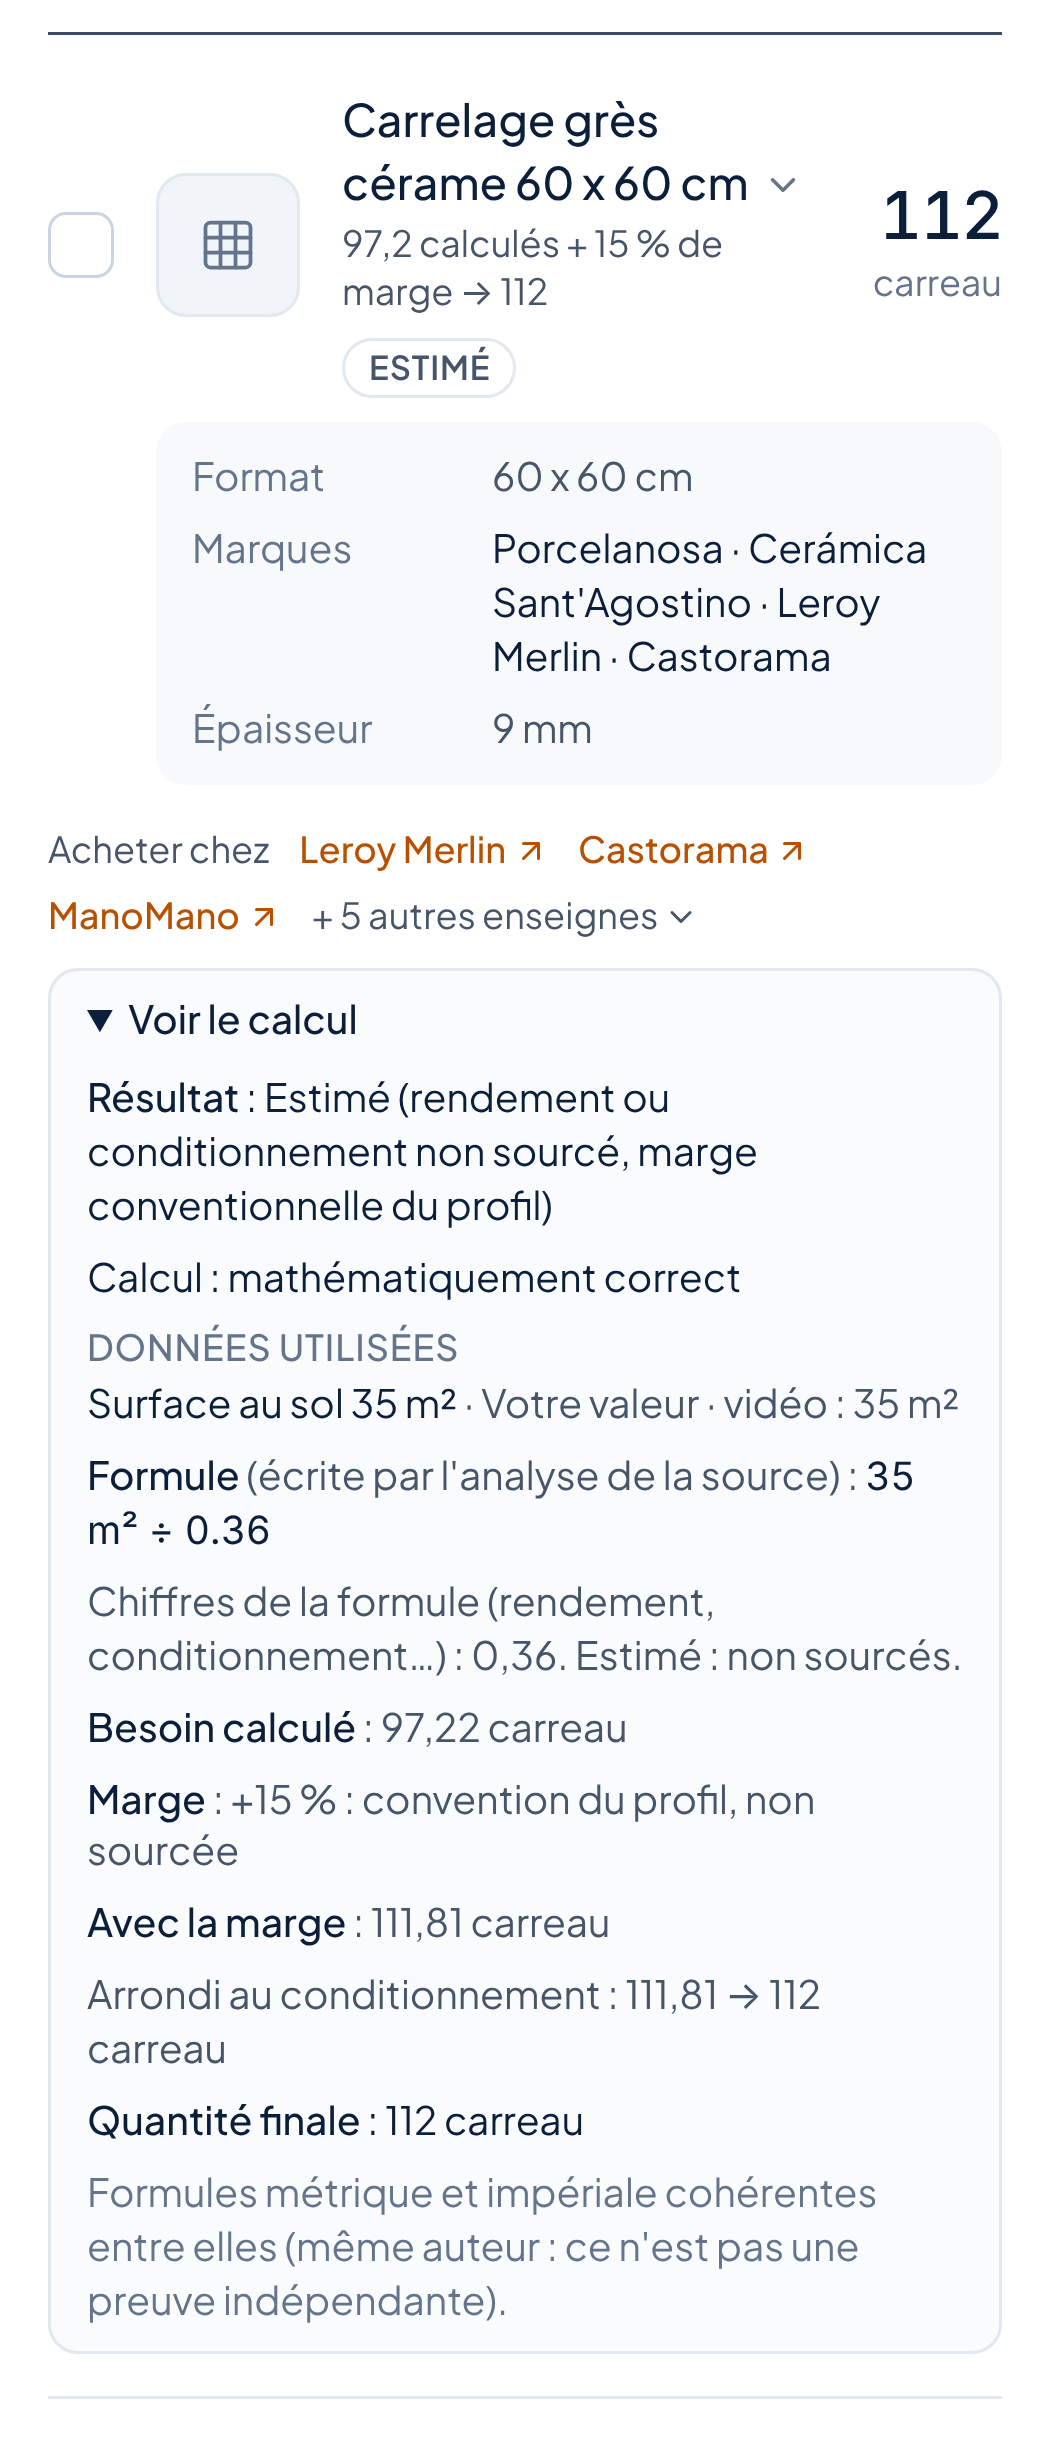 Carrelage grès
cérame 60 x 60 cm
97,2 calculés + 15 % de
marge → 112
ESTIMÉ
112
carreau
Format 60 x 60 cm
Marques Porcelanosa · Cerámica
Sant'Agostino · Leroy
Merlin · Castorama
Épaisseur 9 mm
Acheter chez Leroy Merlin ↗ Castorama ↗
ManoMano ↗ + 5 autres enseignes
▼ Voir le calcul
Résultat : Estimé (rendement ou
conditionnement non sourcé, marge
conventionnelle du profil)
Calcul : mathématiquement correct
DONNÉES UTILISÉES
Surface au sol 35 m² · Votre valeur · vidéo : 35 m²
Formule (écrite par l'analyse de la source) : 35
m² ÷ 0.36
Chiffres de la formule (rendement,
conditionnement…) : 0,36. Estimé : non sourcés.
Besoin calculé : 97,22 carreau
Marge : +15 % : convention du profil, non
sourcée
Avec la marge : 111,81 carreau
Arrondi au conditionnement : 111,81 → 112
carreau
Quantité finale : 112 carreau
Formules métrique et impériale cohérentes
entre elles (même auteur : ce n'est pas une
preuve indépendante).